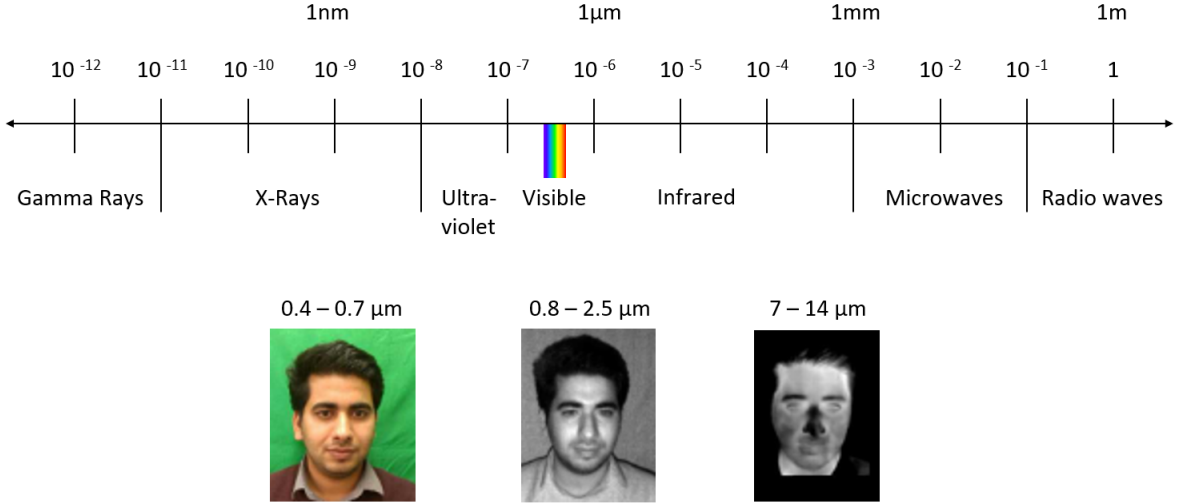 1nm 1µm 1mm 1m
10 -12 10 -11 10 -10 10 -9 10 -8 10 -7 10 -6 10 -5 10 -4 10 -3 10 -2 10 -1 1
Gamma Rays X-Rays Ultra- Visible Infrared Microwaves Radio waves
violet
0.4 – 0.7 µm 0.8 – 2.5 µm 7 – 14 µm